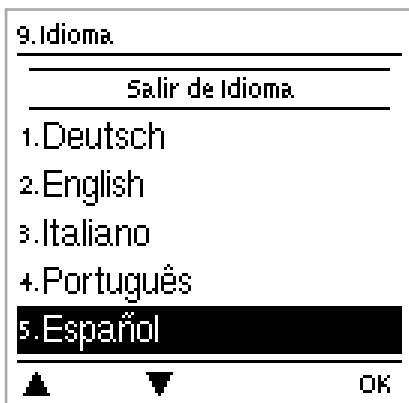 9.Idioma
Salir de Idioma
1.Deutsch
2.English
3.Italiano
4.Português
5.Español
▲ ▼ OK